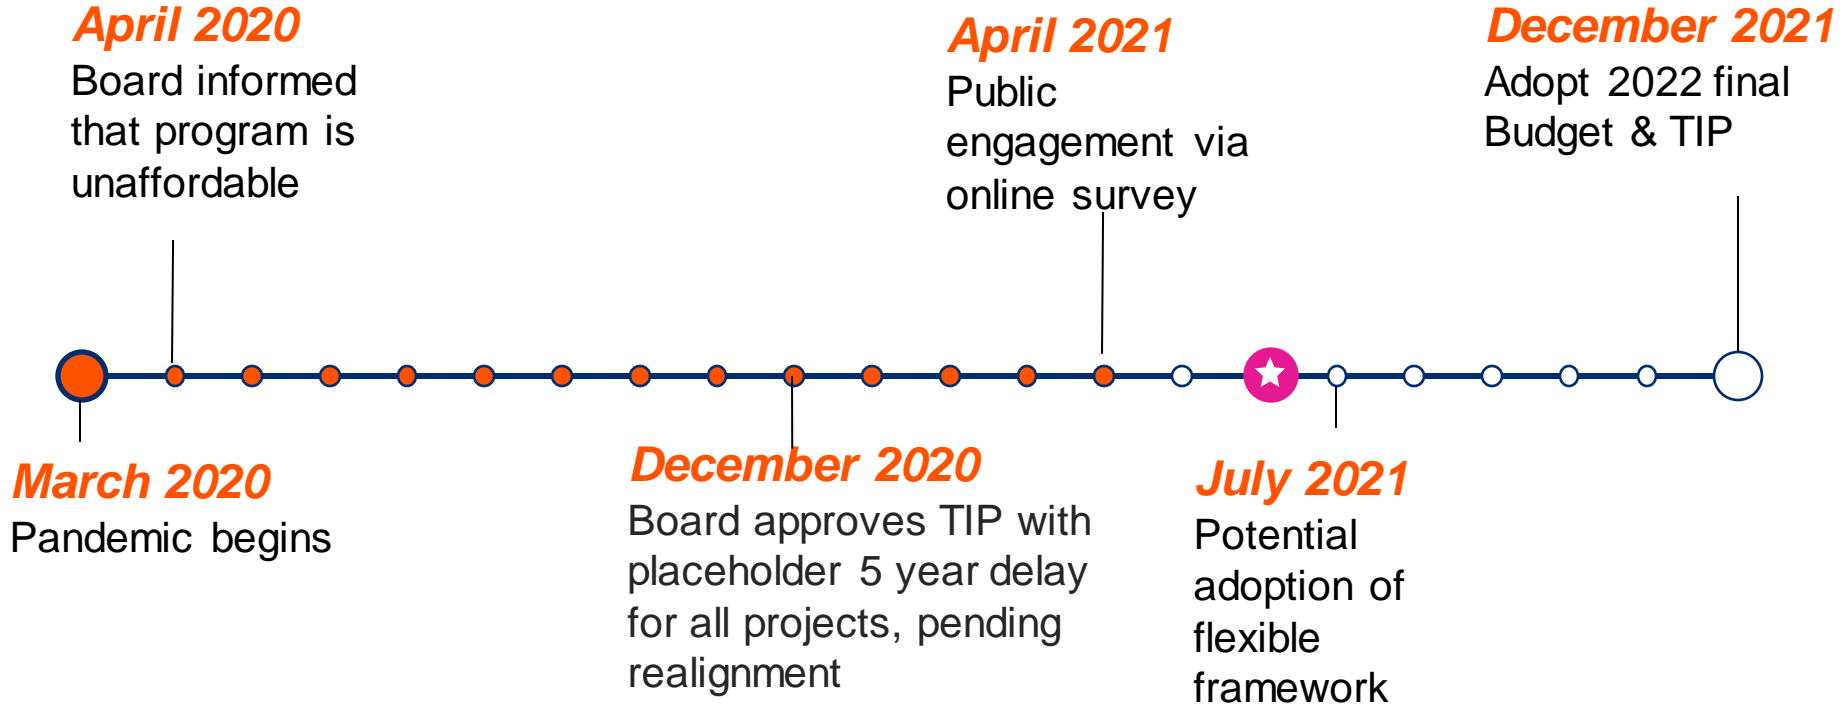 April 2020
Board informed
that program is
unaffordable
April 2021
Public
engagement via
online survey
December 2021
Adopt 2022 final
Budget & TIP
March 2020
Pandemic begins
December 2020
Board approves TIP with
placeholder 5 year delay
for all projects, pending
realignment
July 2021
Potential
adoption of
flexible
framework